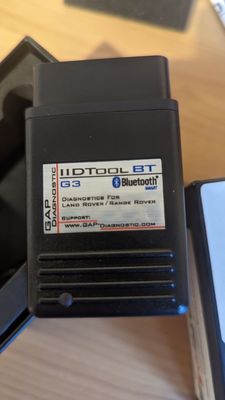 GAP
DIAGNOSTIC
IIDTOOL BT
G3
Bluetooth
SMART
DIAGNOSTICS FOR
LAND ROVER / RANGE ROVER
SUPPORT:
WWW.GAP-DIAGNOSTIC.COM